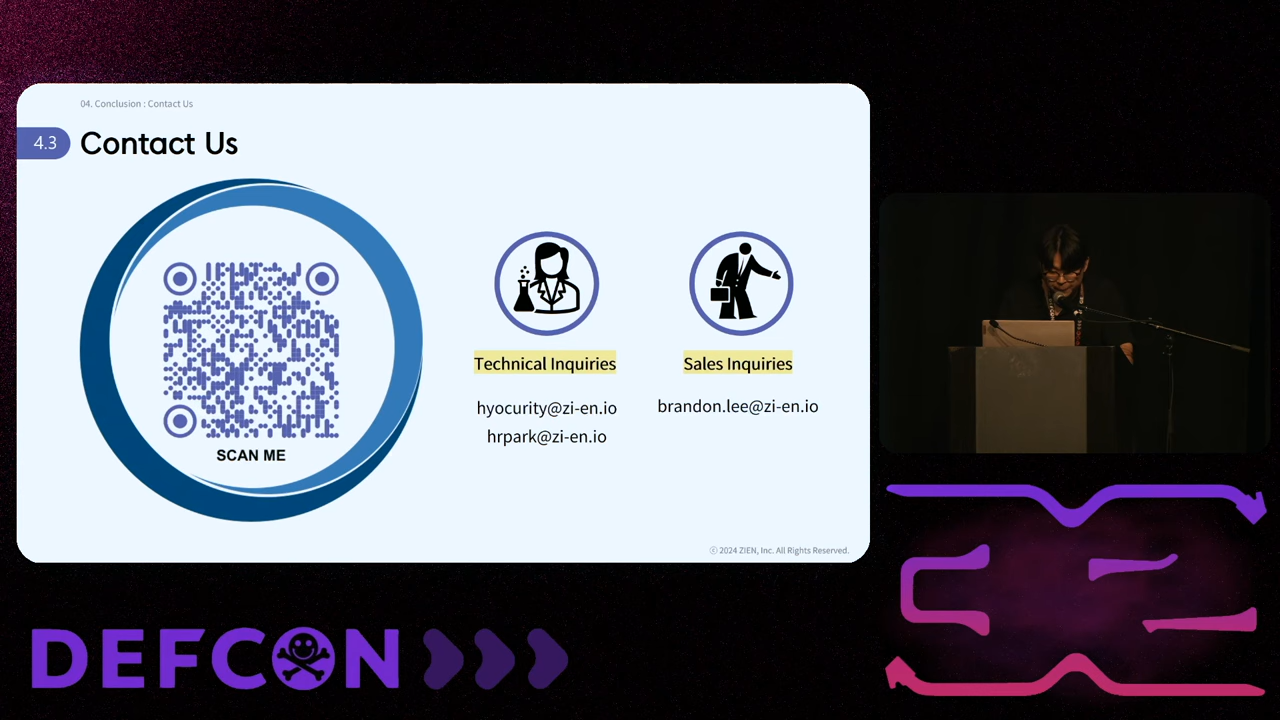 04. Conclusion : Contact Us
4.3
Contact Us
SCAN ME
Technical Inquiries
hyocurity@zi-en.io
hrpark@zi-en.io
Sales Inquiries
brandon.lee@zi-en.io
ⓒ 2024 ZIEN, Inc. All Rights Reserved.
DEFCON